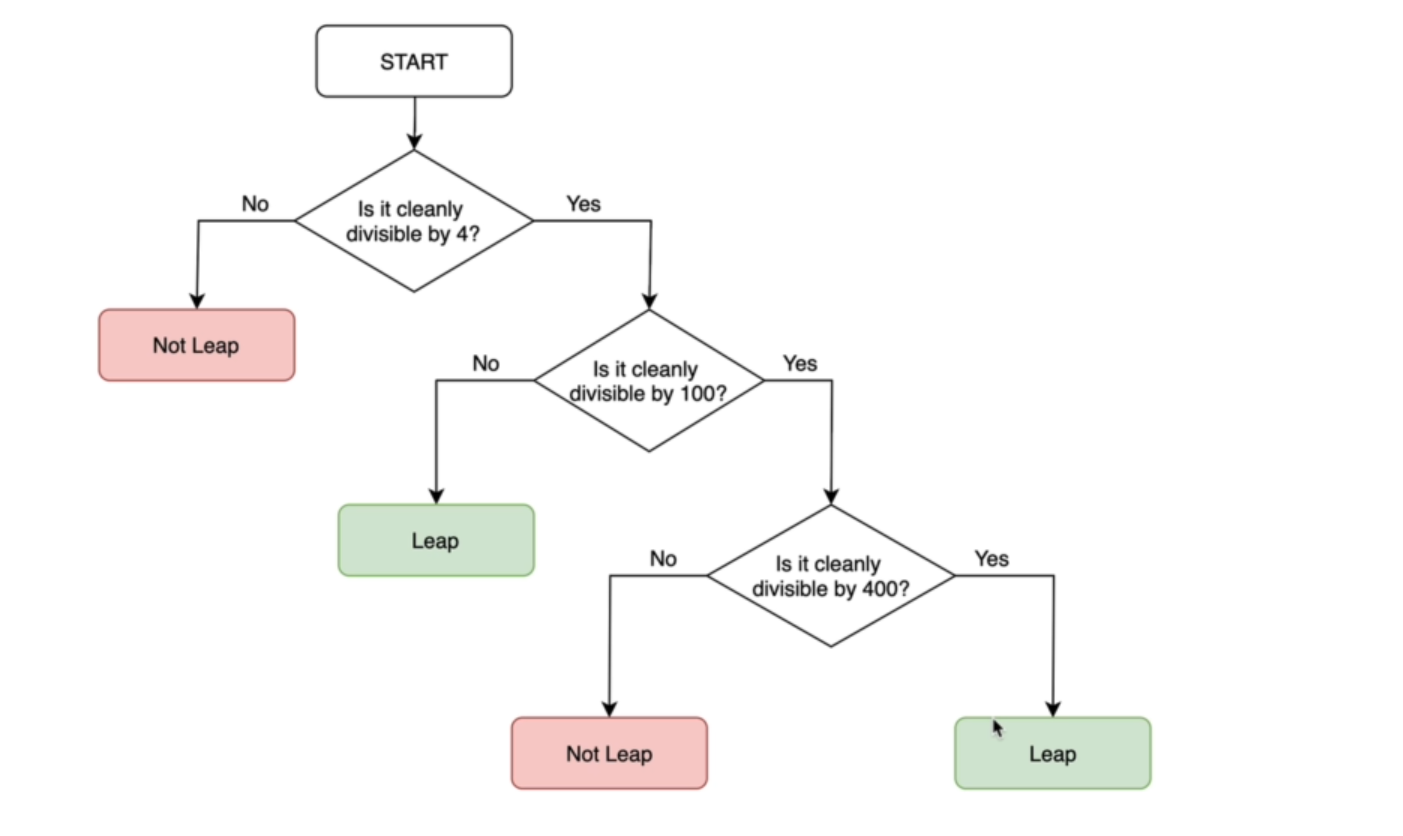 START
No
Yes
Is it cleanly
divisible by 4?
Not Leap
No
Yes
Is it cleanly
divisible by 100?
Leap
No
Yes
Is it cleanly
divisible by 400?
Not Leap
Leap